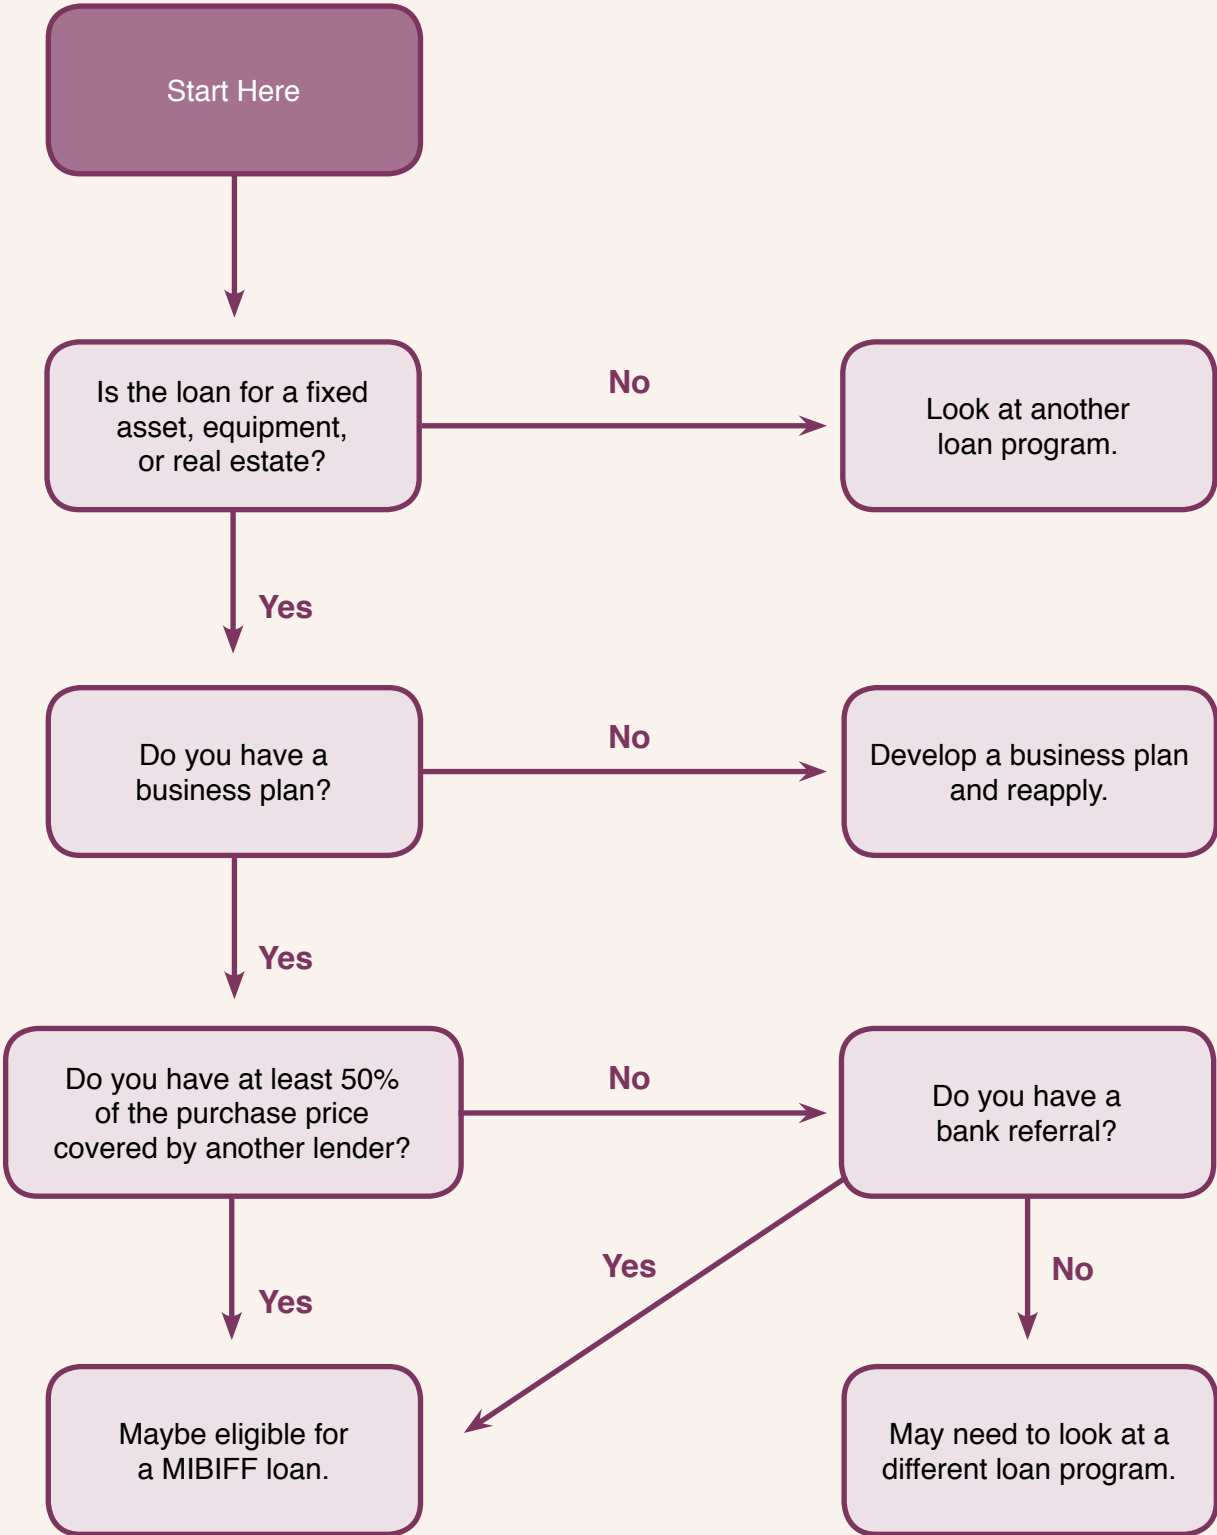 Start Here
Is the loan for a fixed
asset, equipment,
or real estate?
No
Look at another
loan program.
Yes
Do you have a
business plan?
No
Develop a business plan
and reapply.
Yes
Do you have at least 50%
of the purchase price
covered by another lender?
No
Do you have a
bank referral?
Yes
Yes
No
Maybe eligible for
a MIBIFF loan.
May need to look at a
different loan program.